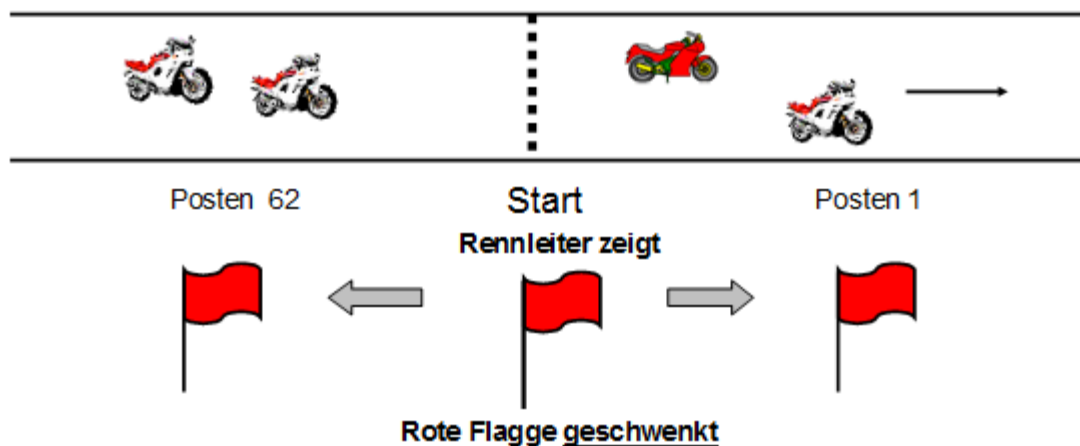 Posten 62
Start
Posten 1
Rennleiter zeigt
Rote Flagge geschwenkt